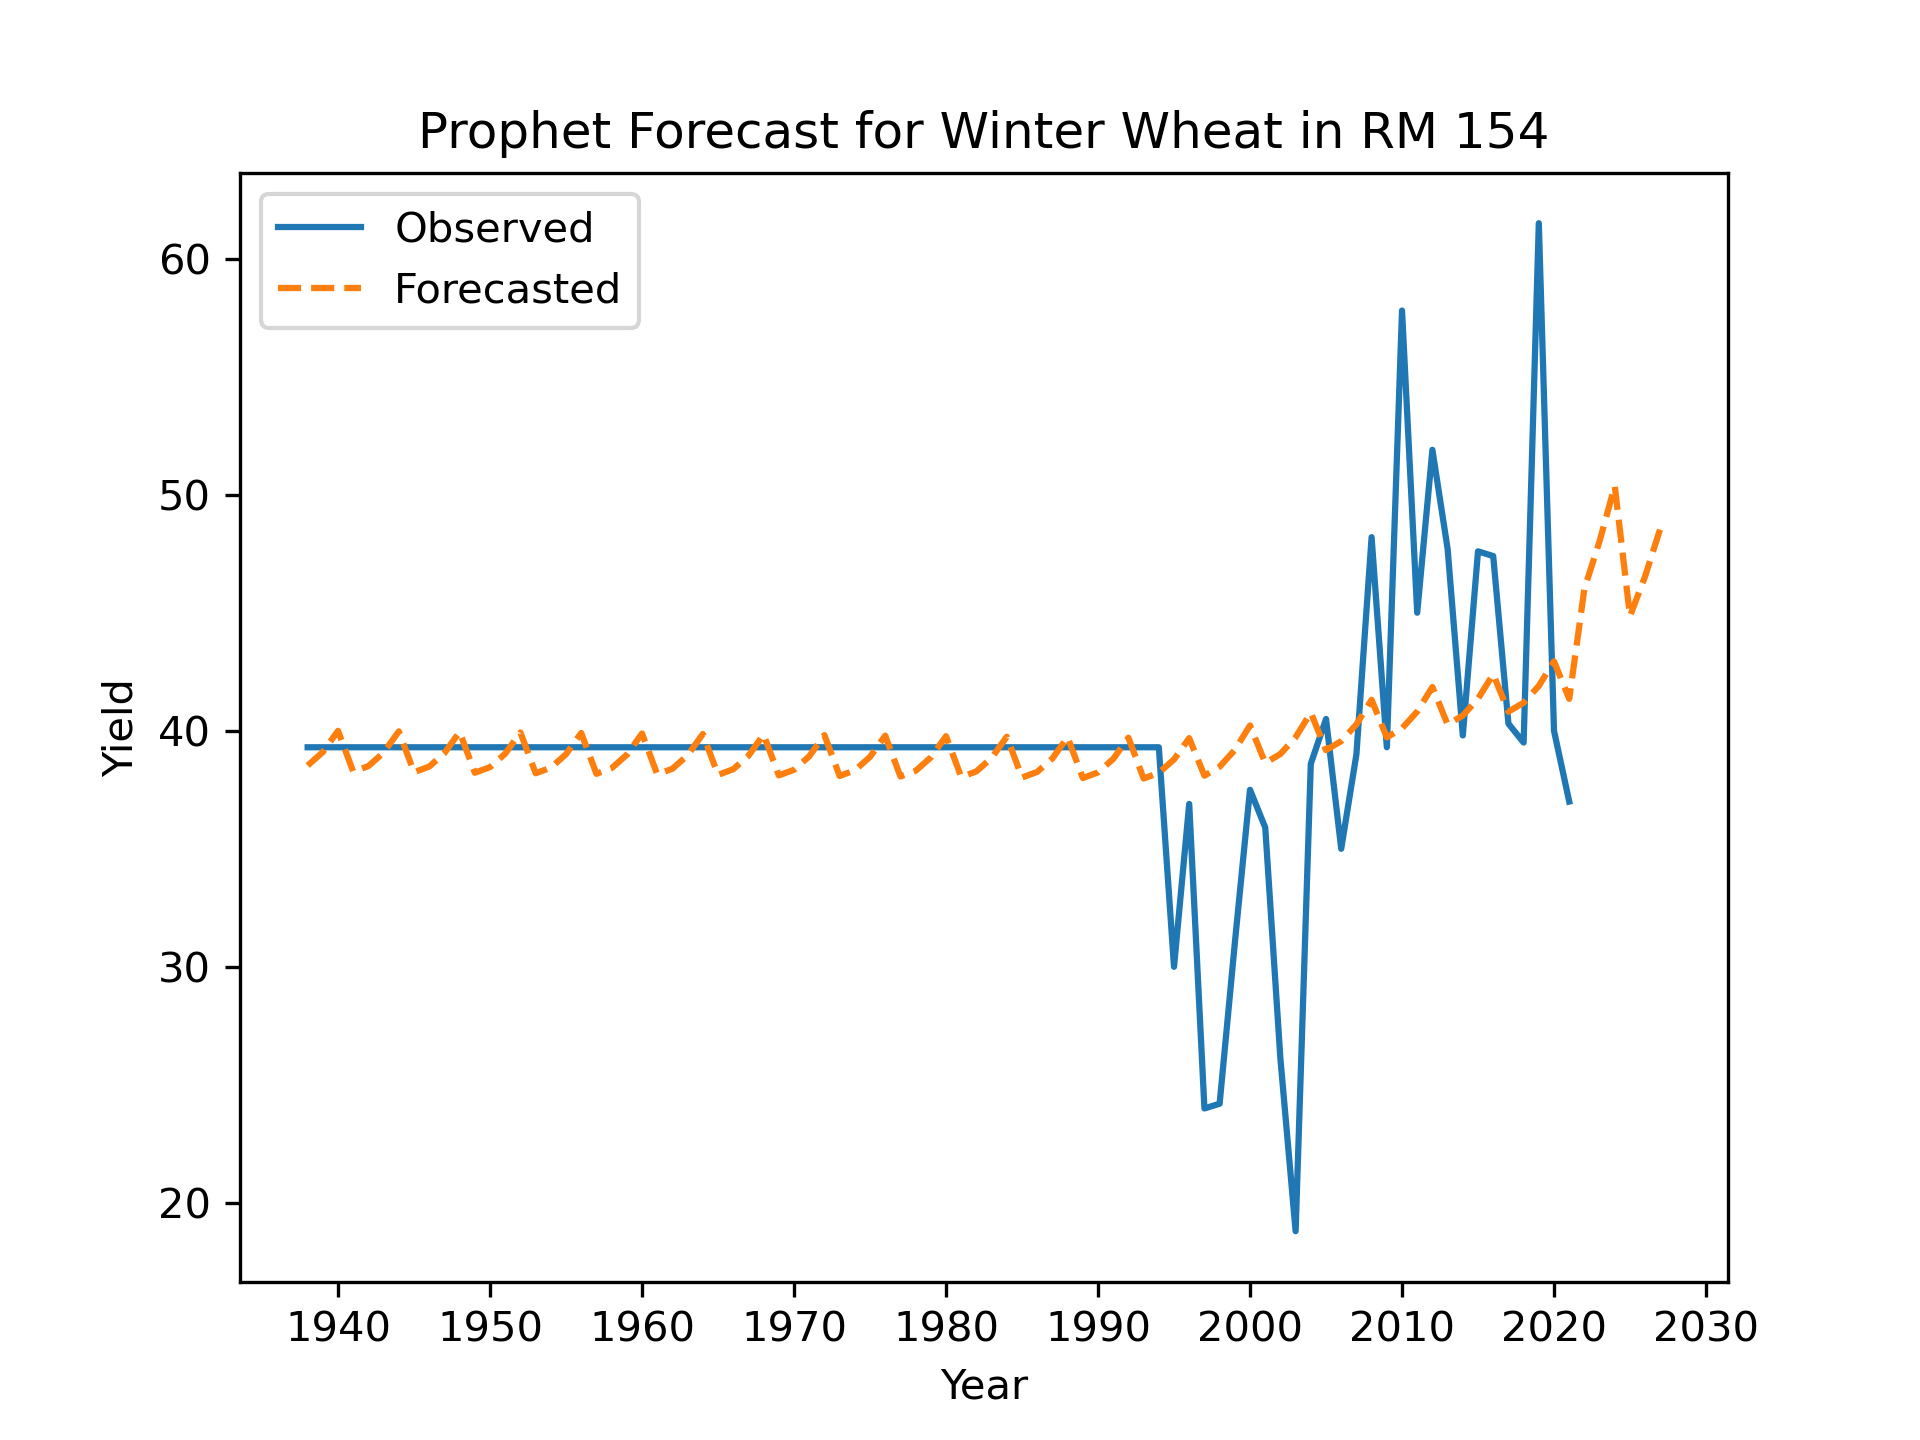 Prophet Forecast for Winter Wheat in RM 154
Observed
Forecasted
60
50
40
30
20
Yield
1940 1950 1960 1970 1980 1990 2000 2010 2020 2030
Year